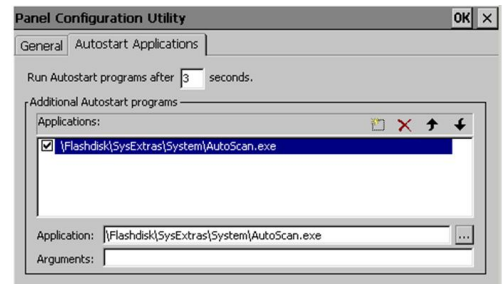 Panel Configuration Utility OK ×
General Autostart Applications
Run Autostart programs after 3 seconds.
Additional Autostart programs
Applications:
\Flashdisk\SysExtras\System\AutoScan.exe
Application: \Flashdisk\SysExtras\System\AutoScan.exe ...
Arguments: